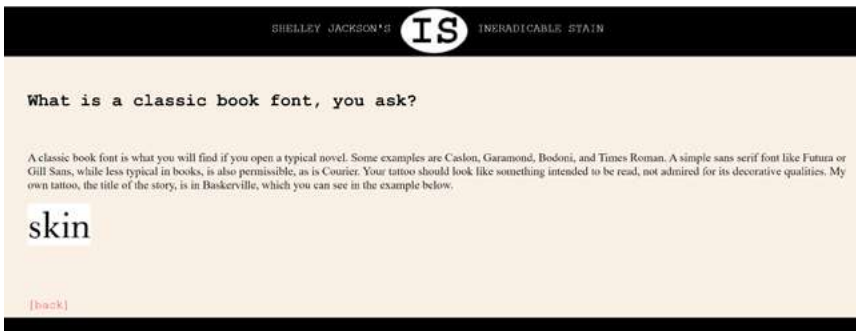 SHELLEY JACKSON'S IS INERADICABLE STAIN
What is a classic book font, you ask?
A classic book font is what you will find if you open a typical novel. Some examples are Caslon, Garamond, Bodoni, and Times Roman. A simple sans serif font like Futura or
Gill Sans, while less typical in books, is also permissible, as is Courier. Your tattoo should look like something intended to be read, not admired for its decorative qualities. My
own tattoo, the title of the story, is in Baskerville, which you can see in the example below.
skin
[back]